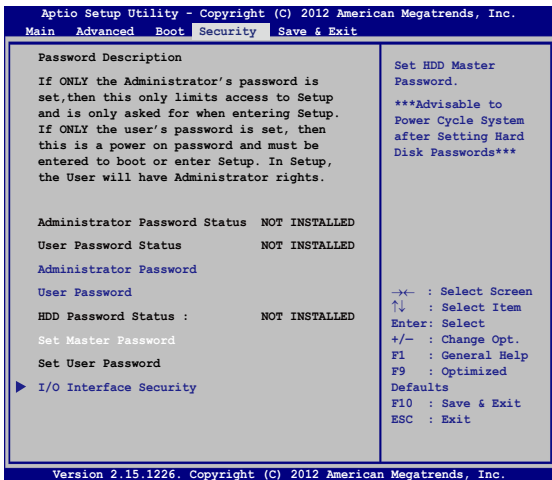 Aptio Setup Utility - Copyright (C) 2012 American Megatrends, Inc.
Main Advanced Boot Security Save & Exit
Password Description
If ONLY the Administrator's password is
set,then this only limits access to Setup
and is only asked for when entering Setup.
If ONLY the user's password is set, then
this is a power on password and must be
entered to boot or enter Setup. In Setup,
the User will have Administrator rights.
Administrator Password Status NOT INSTALLED
User Password Status NOT INSTALLED
Administrator Password
User Password
HDD Password Status : NOT INSTALLED
Set Master Password
Set User Password
I/O Interface Security
Set HDD Master
Password.
***Advisable to
Power Cycle System
after Setting Hard
Disk Passwords***
→← : Select Screen
↑↓ : Select Item
Enter: Select
+/— : Change Opt.
F1 : General Help
F9 : Optimized
Defaults
F10 : Save & Exit
ESC : Exit
Version 2.15.1226. Copyright (C) 2012 American Megatrends, Inc.